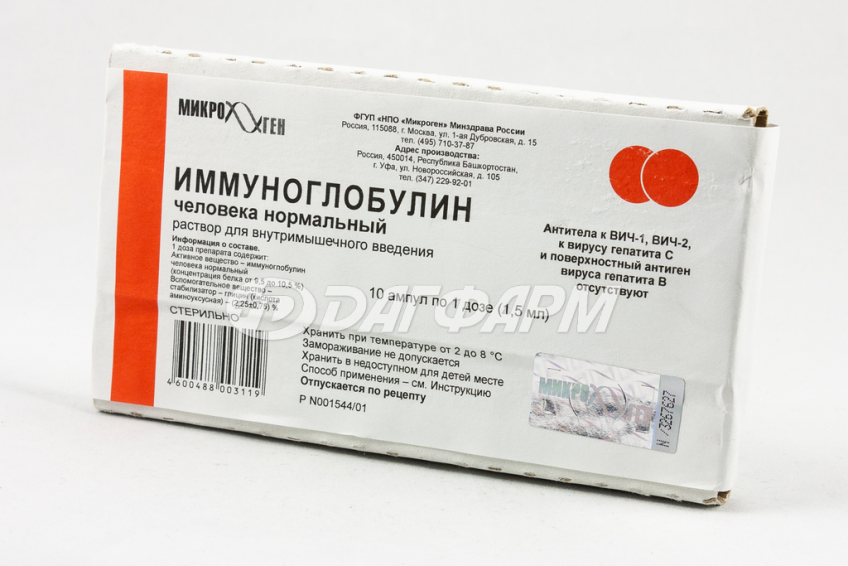 МИКРОГЕН
ФГУП «НПО «Микроген» Минздрава России
Россия, 115088, г. Москва, ул. 1-ая Дубровская, д. 15
тел. (495) 710-37-87
Адрес производства:
Россия, 450014, Республика Башкортостан,
г. Уфа, ул. Новороссийская, д. 105
тел. (347) 229-92-01
ИММУНОГЛОБУЛИН
человека нормальный
раствор для внутримышечного введения
Информация о составе.
1 доза препарата содержит:
Активное вещество – иммуноглобулин
человека нормальный
(концентрация белка от 9,5 до 10,5 %)
Вспомогательное вещество –
стабилизатор – глицин (кислота
аминоуксусная) – (2,25±0,75) %
СТЕРИЛЬНО
10 ампул по 1 дозе (1,5 мл)
ДАГФАРМ
Антитела к ВИЧ-1, ВИЧ-2,
к вирусу гепатита С
и поверхностный антиген
вируса гепатита В
отсутствуют
Хранить при температуре от 2 до 8 °С
Замораживание не допускается
Хранить в недоступном для детей месте
Способ применения – см. Инструкцию
Отпускается по рецепту
Р N001544/01
4600488003119
МИКРОГЕН
N 73267627